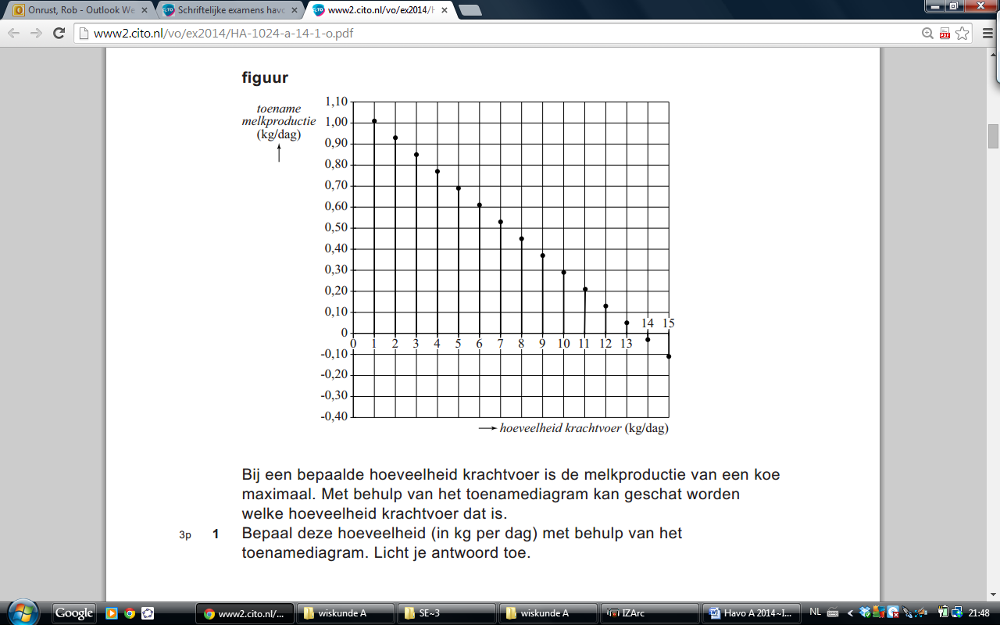 Onrust, Rob - Outlook We
Schriftelijke examens havo
www2.cito.nl/vo/ex2014/H
www2.cito.nl/vo/ex2014/HA-1024-a-14-1-o.pdf
figuur
toename
melkproductie
(kg/dag)
1,10
1,00
0,90
0,80
0,70
0,60
0,50
0,40
0,30
0,20
0,10
14 15
0
0 1 2 3 4 5 6 7 8 9 10 11 12 13
-0,10
-0,20
-0,30
-0,40
hoeveelheid krachtvoer (kg/dag)
Bij een bepaalde hoeveelheid krachtvoer is de melkproductie van een koe
maximaal. Met behulp van het toenamediagram kan geschat worden
welke hoeveelheid krachtvoer dat is.
3p 1 Bepaal deze hoeveelheid (in kg per dag) met behulp van het
toenamediagram. Licht je antwoord toe.
Google
www2.cito.nl/...
wiskunde A
SE~3
wiskunde A
IZArc
Havo A 2014~I...
NL
21:48